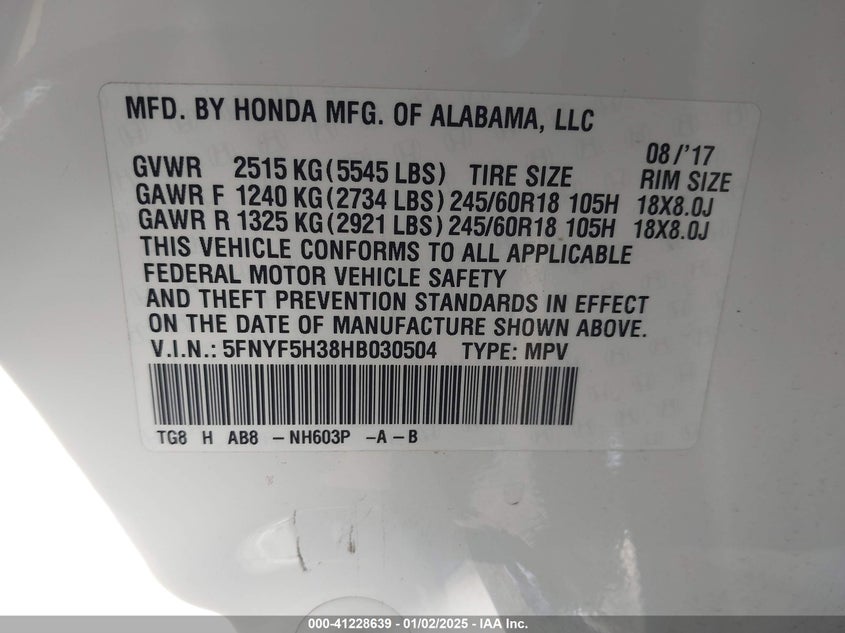 MFD. BY HONDA MFG. OF ALABAMA, LLC
08/'17
GVWR 2515 KG(5545 LBS) TIRE SIZE RIM SIZE
GAWR F 1240 KG(2734 LBS) 245/60R18 105H 18X8.0J
GAWR R 1325 KG(2921 LBS) 245/60R18 105H 18X8.0J
THIS VEHICLE CONFORMS TO ALL APPLICABLE
FEDERAL MOTOR VEHICLE SAFETY
AND THEFT PREVENTION STANDARDS IN EFFECT
ON THE DATE OF MANUFACTURE SHOWN ABOVE.
V.I.N.: 5FNYF5H38HB030504 TYPE: MPV
TG8 H AB8 -NH603P -A-B
000-41228639 - 01/02/2025 - IAA Inc.